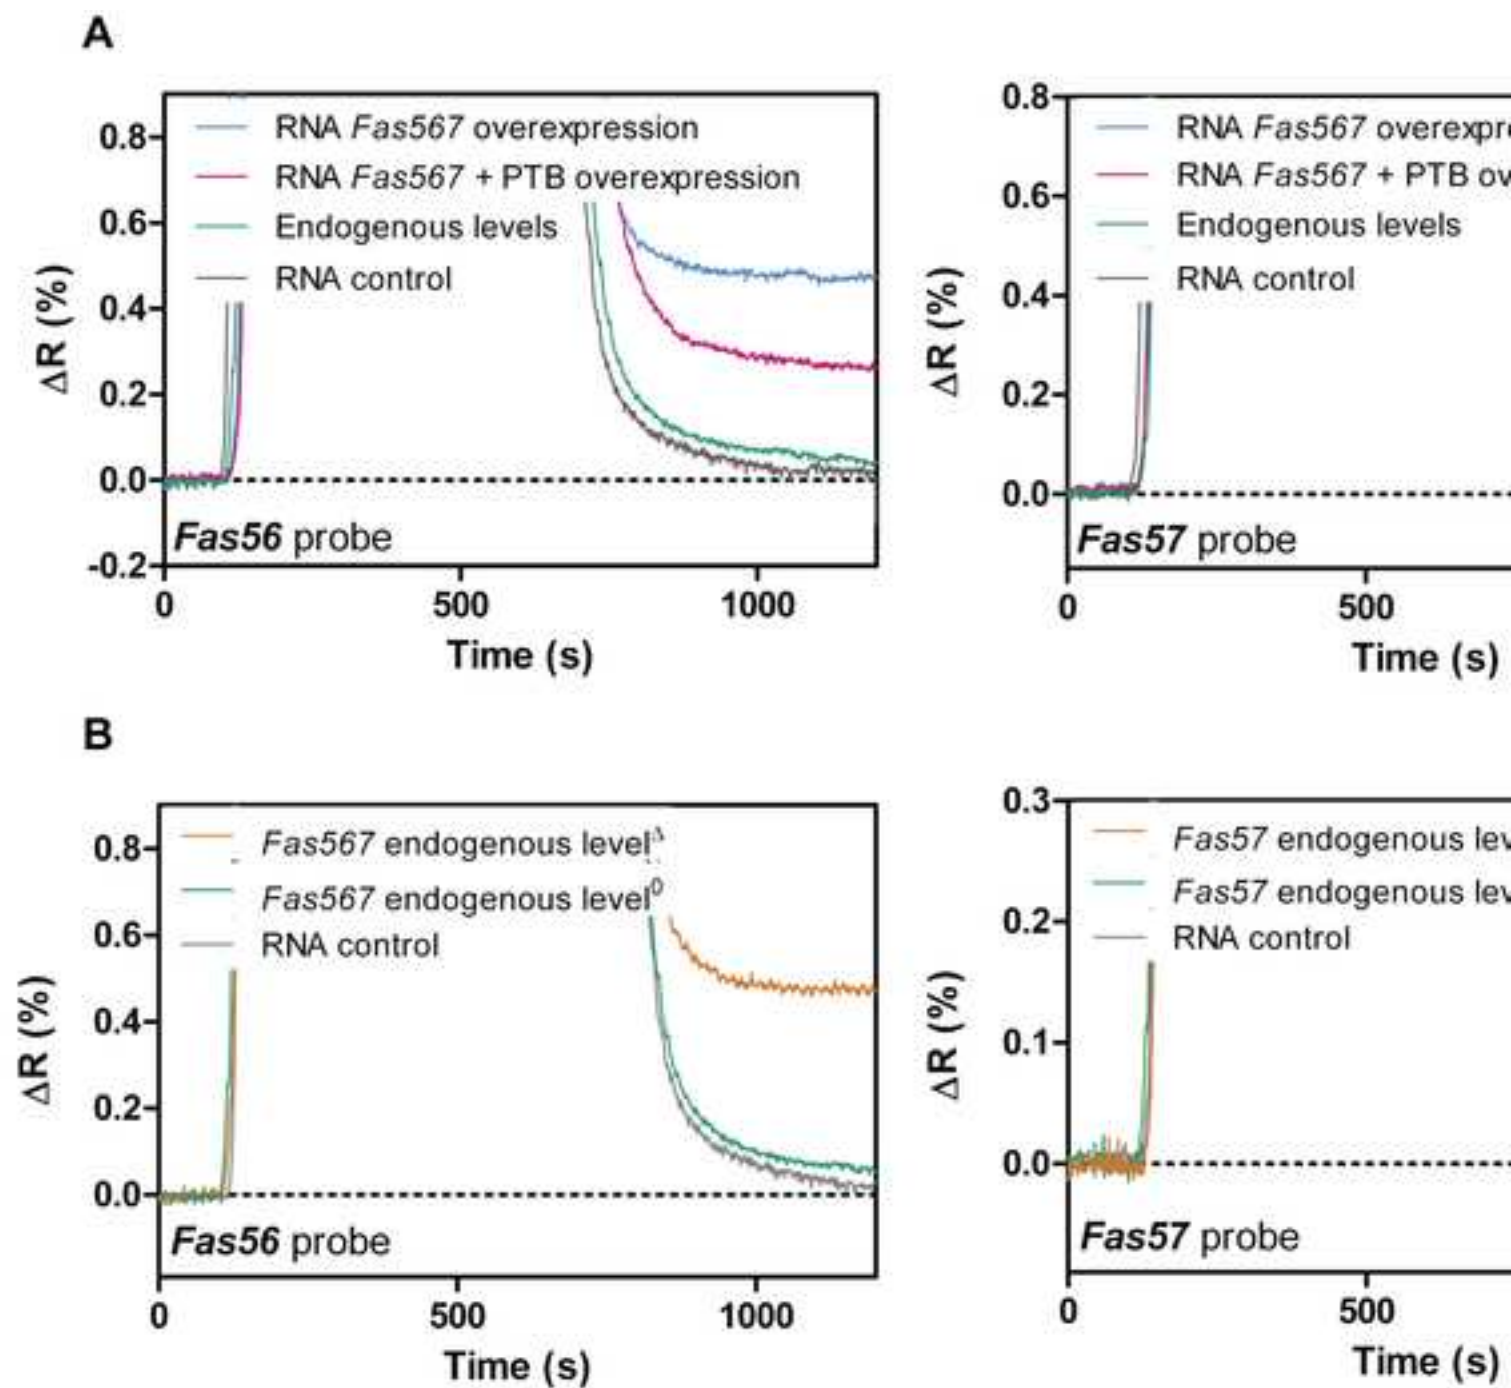 A
RNA Fas567 overexpression
RNA Fas567 + PTB overexpression
Endogenous levels
RNA control
0.8
0.6
0.4
0.2
0.0
-0.2
ΔR (%)
Fas56 probe
0 500 1000
Time (s)
RNA Fas567 overexpr
RNA Fas567 + PTB ov
Endogenous levels
RNA control
0.8
0.6
0.4
0.2
0.0
ΔR (%)
Fas57 probe
0 500
Time (s)
B
Fas567 endogenous levelΔ
Fas567 endogenous level0
RNA control
0.8
0.6
0.4
0.2
0.0
ΔR (%)
Fas56 probe
0 500 1000
Time (s)
Fas57 endogenous lev
Fas57 endogenous lev
RNA control
0.3
0.2
0.1
0.0
ΔR (%)
Fas57 probe
0 500
Time (s)